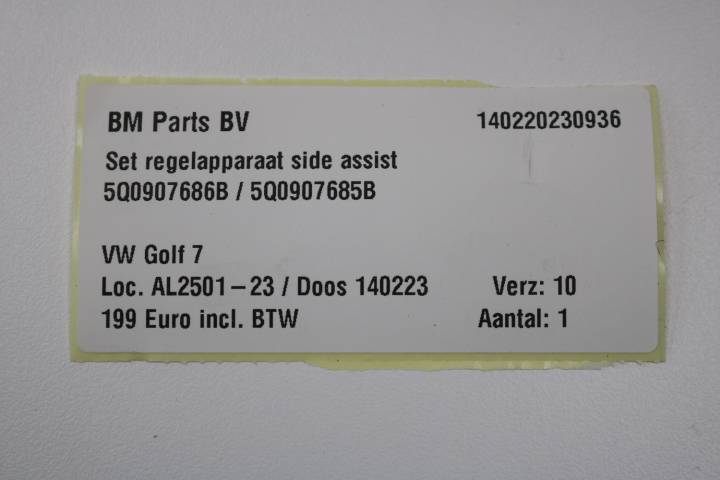 BM Parts BV 140220230936
Set regelapparaat side assist
5Q0907686B / 5Q0907685B
VW Golf 7
Loc. AL2501-23 / Doos 140223 Verz: 10
199 Euro incl. BTW Aantal: 1